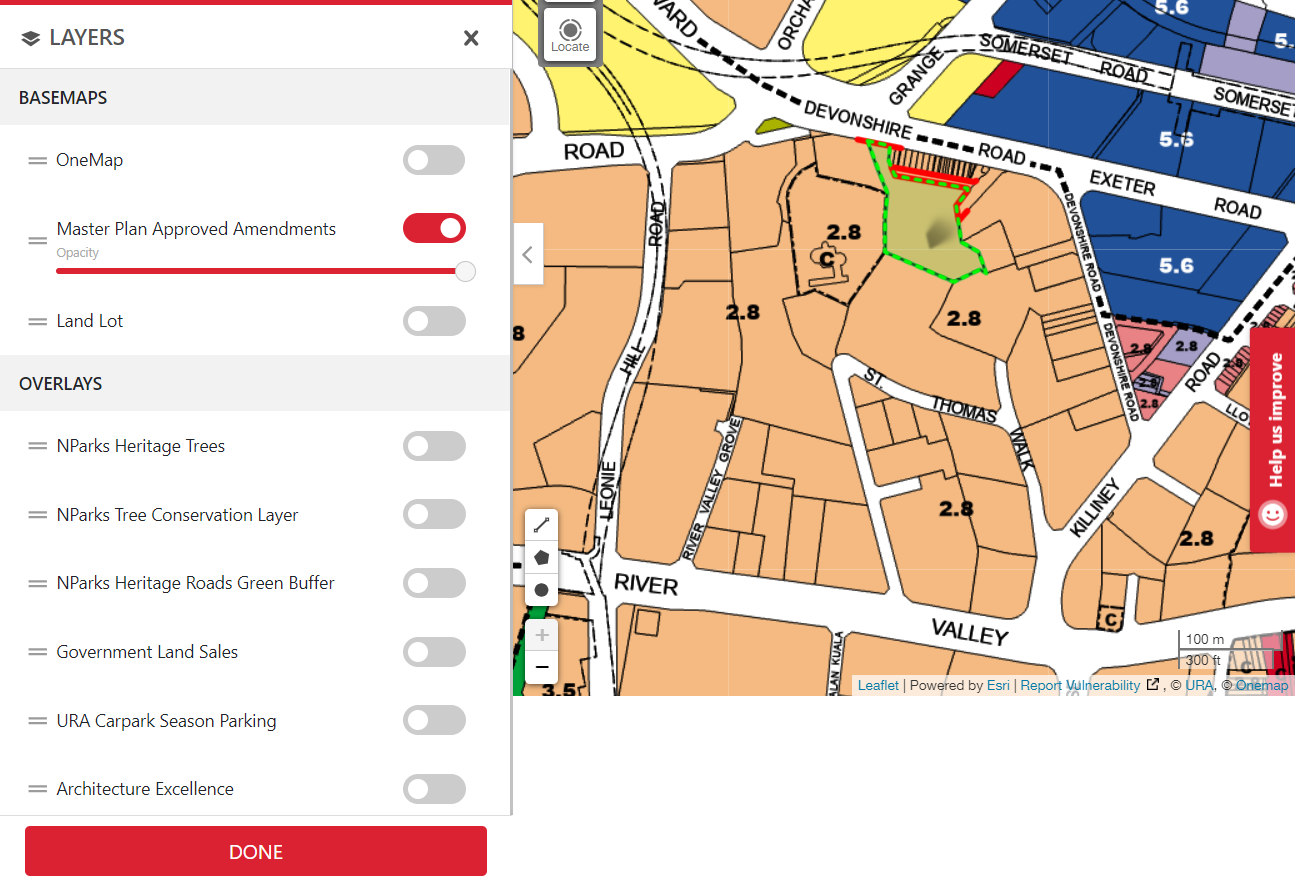 LAYERS
BASEMAPS
OneMap
Master Plan Approved Amendments
Opacity
Land Lot
OVERLAYS
NParks Heritage Trees
NParks Tree Conservation Layer
NParks Heritage Roads Green Buffer
Government Land Sales
URA Carpark Season Parking
Architecture Excellence
DONE
Locate
ORCHA
GRANGE
SOMERSET ROAD
SOMERSET
5.6
5.
DEVONSHIRE ROAD
5.6
EXETER ROAD
ROAD
DEVONSHIRE ROAD
DEVONSHIRE ROAD
5.6
ROAD
LEONIE HILL
2.8
C
2.8
2.8
8
2.8
2.8
2.8
2.8
2.8
ROAD
KILLINEY
LLO
ST. THOMAS WALK
2.8
2.8
RIVER VALLEY GROVE
RIVER VALLEY
C
3.5
ALAN KUALA
C
Help us improve
100 m
300 ft
Leaflet | Powered by Esri | Report Vulnerability , © URA, © Onemap